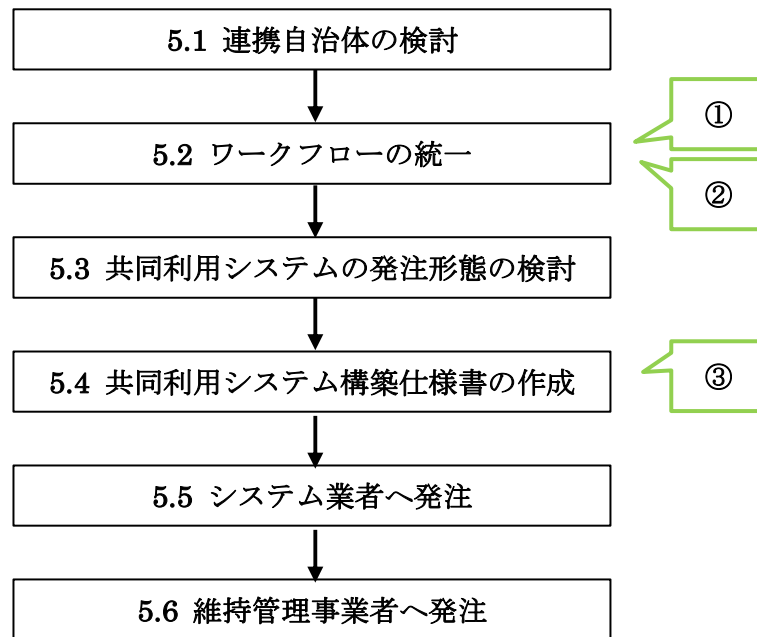 5.1 連携自治体の検討
①
5.2 ワークフローの統一
②
5.3 共同利用システムの発注形態の検討
5.4 共同利用システム構築仕様書の作成
③
5.5 システム業者へ発注
5.6 維持管理事業者へ発注